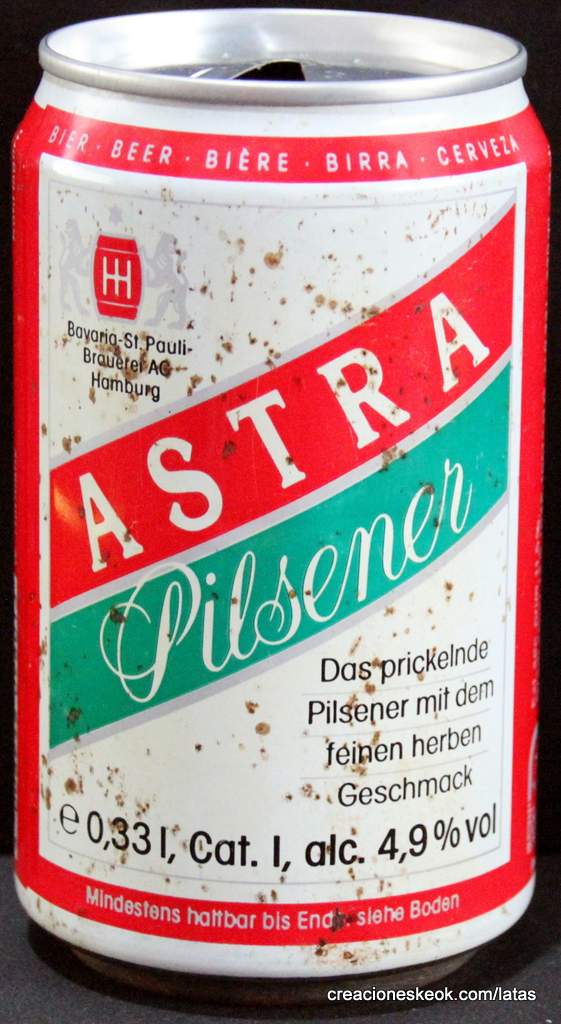 BIER · BEER · BIÈRE · BIRRA · CERVEZA
HH
Bavaria-St. Pauli-
Brauerei AG
Hamburg
ASTRA
Pilsener
Das prickelnde
Pilsener mit dem
feinen herben
Geschmack
e 0,33 l, Cat. I, alc. 4,9 % vol
Mindestens haltbar bis Ende siehe Boden
creacioneskeok.com/latas